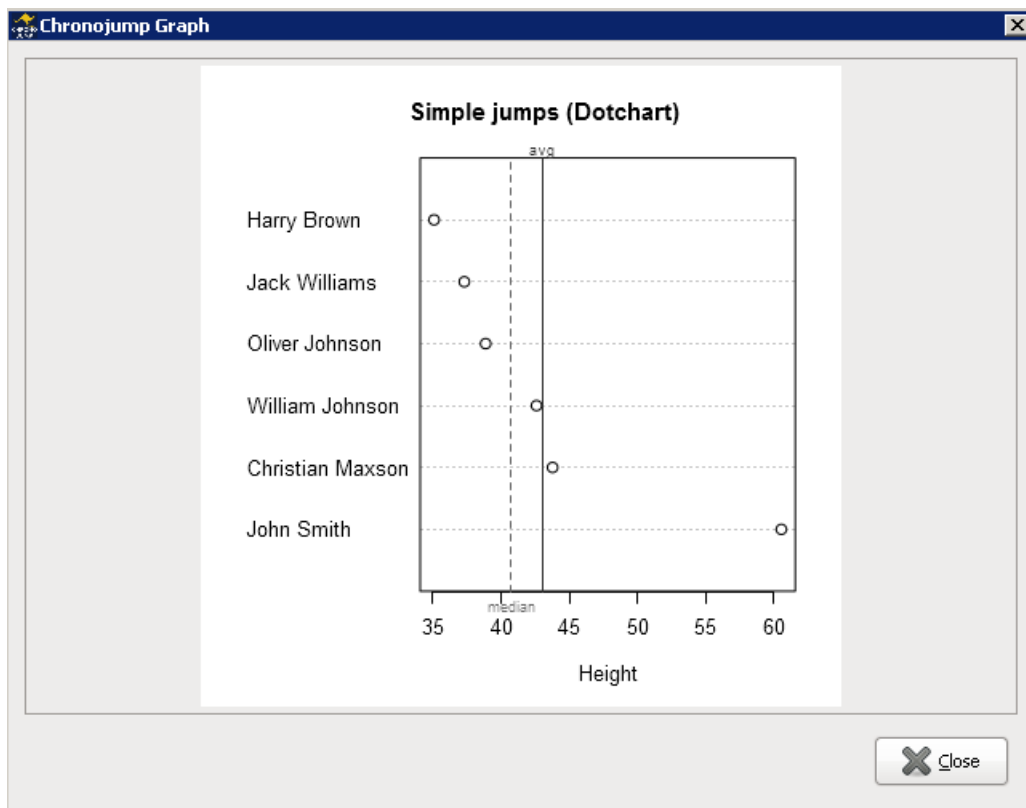 Chronojump Graph
Simple jumps (Dotchart)
avg
Harry Brown
Jack Williams
Oliver Johnson
William Johnson
Christian Maxson
John Smith
median
35 40 45 50 55 60
Height
Close